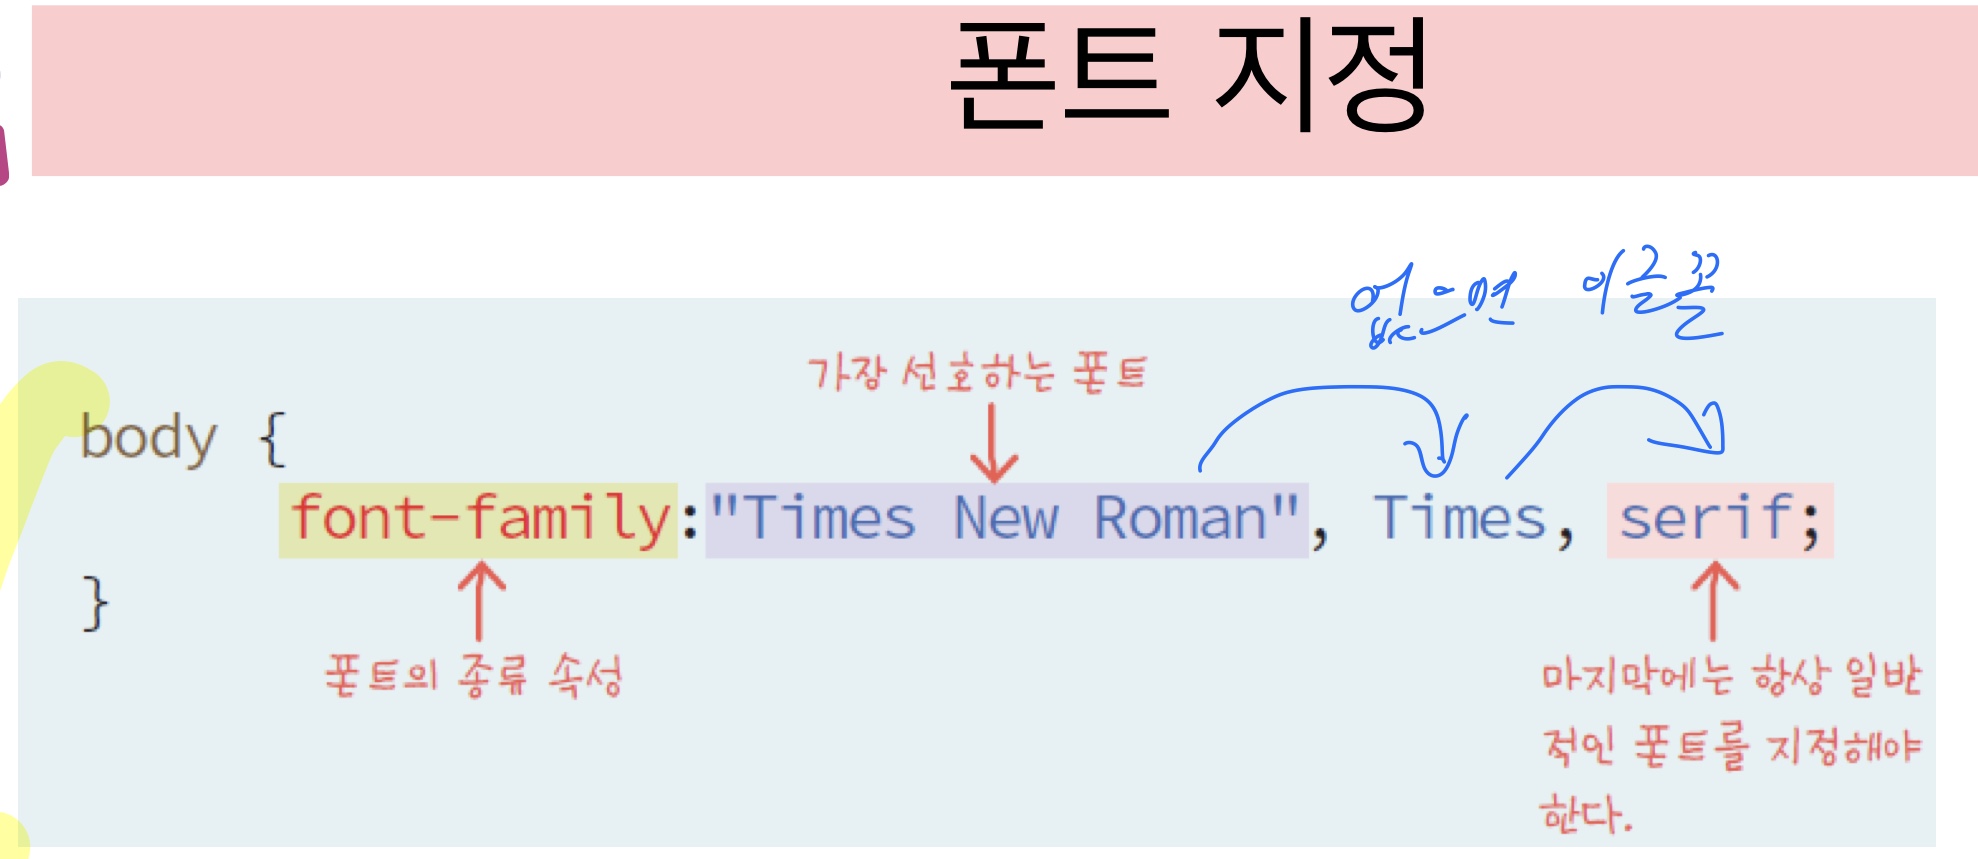 폰트 지정
없으면 이글꼴
가장 선호하는 폰트
body {
font-family:"Times New Roman", Times, serif;
}
폰트의 종류 속성
마지막에는 항상 일반
적인 폰트를 지정해야
한다.